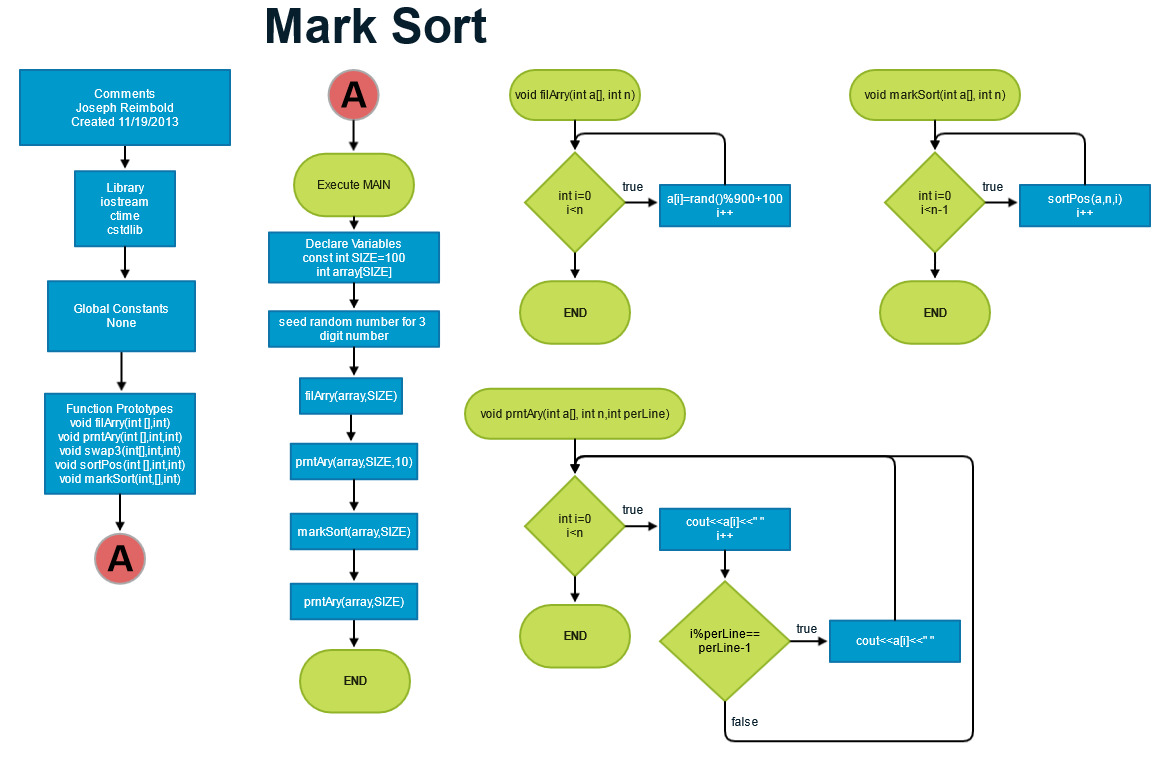 Mark Sort
Comments
Joseph Reimbold
Created 11/19/2013
Library
iostream
ctime
cstdlib
Global Constants
None
Function Prototypes
void filArry(int [],int)
void prntAry(int [],int,int)
void swap3(int[],int,int)
void sortPos(int [],int,int)
void markSort(int,[],int)
A
A
Execute MAIN
Declare Variables
const int SIZE=100
int array[SIZE]
seed random number for 3
digit number
filArry(array,SIZE)
prntAry(array,SIZE,10)
markSort(array,SIZE)
prntAry(array,SIZE)
END
void filArry(int a[], int n)
int i=0
i<n
true
a[i]=rand()%900+100
i++
END
void markSort(int a[], int n)
int i=0
i<n-1
true
sortPos(a,n,i)
i++
END
void prntAry(int a[], int n,int perLine)
int i=0
i<n
true
cout<<a[i]<<" "
i++
END
i%perLine==
perLine-1
true
cout<<a[i]<<" "
false